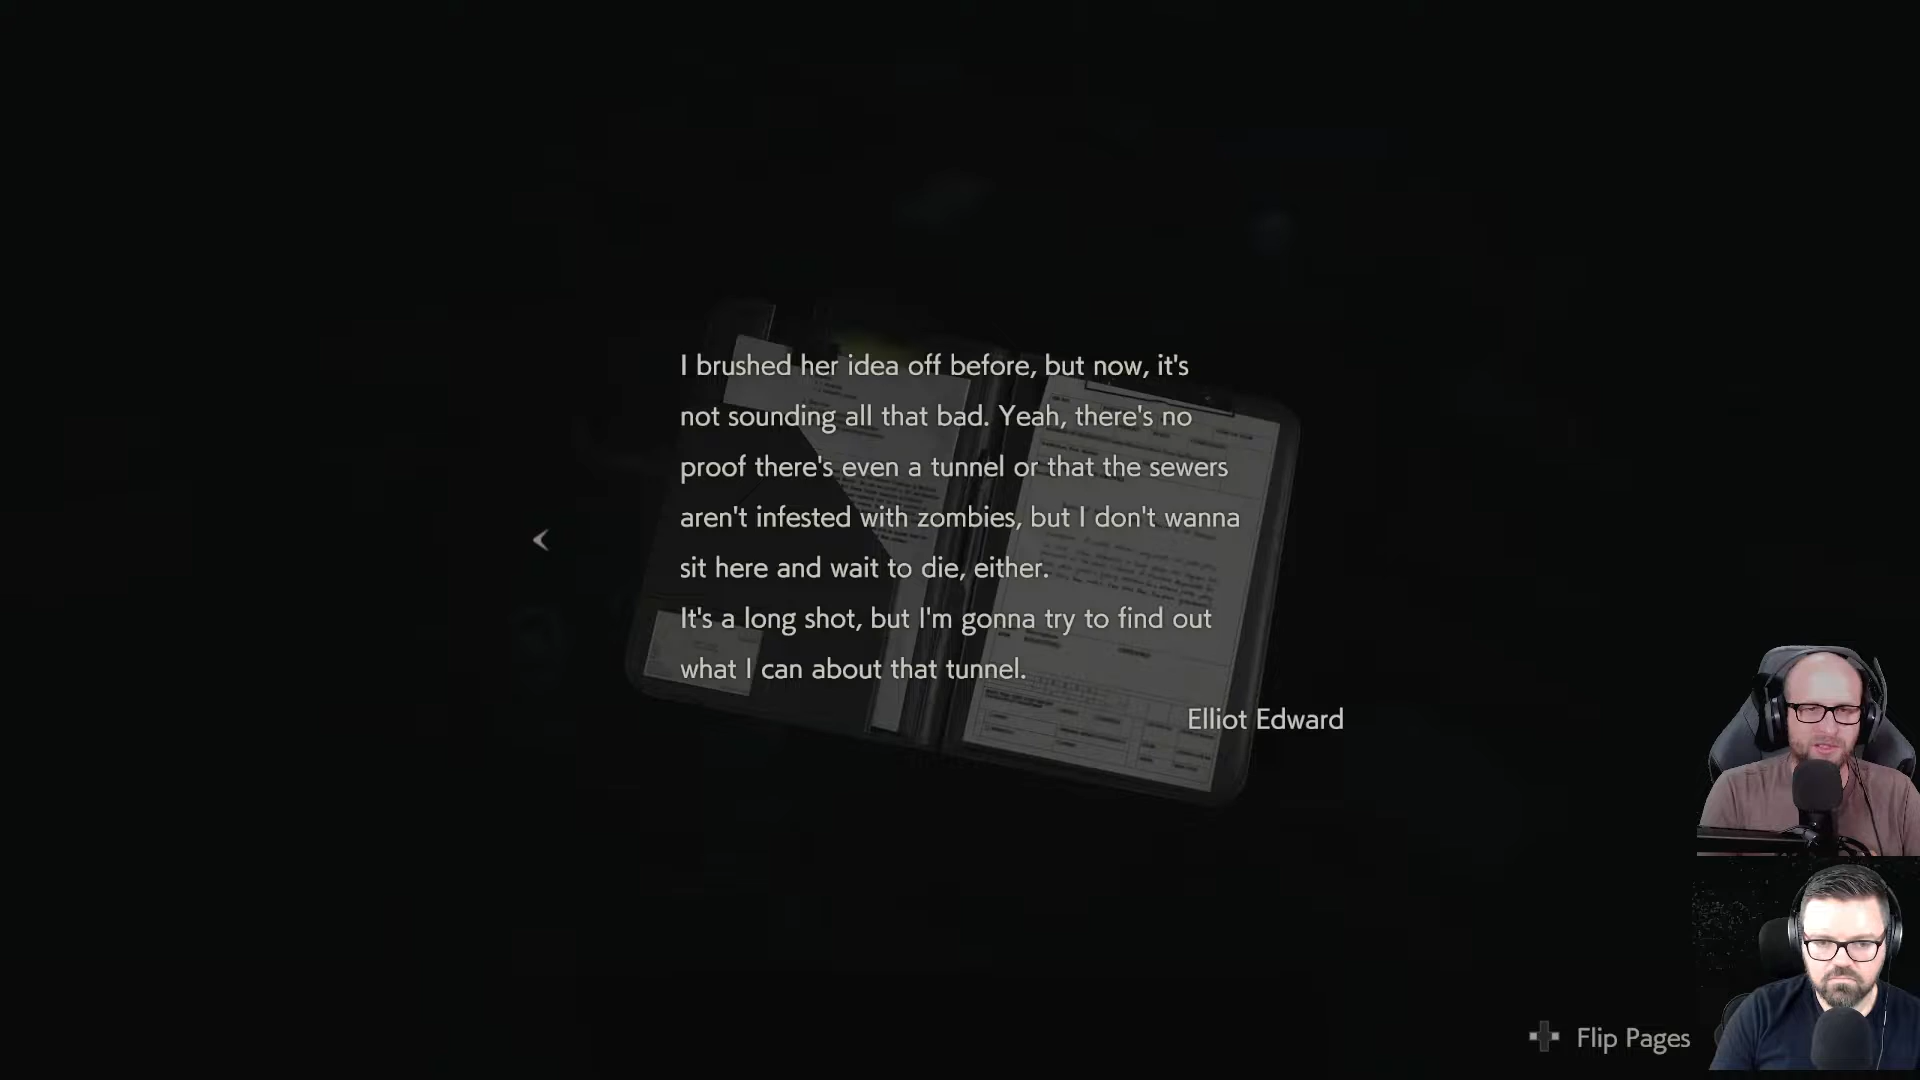 I brushed her idea off before, but now, it's
not sounding all that bad. Yeah, there's no
proof there's even a tunnel or that the sewers
aren't infested with zombies, but I don't wanna
sit here and wait to die, either.
It's a long shot, but I'm gonna try to find out
what I can about that tunnel.
Elliot Edward
Flip Pages